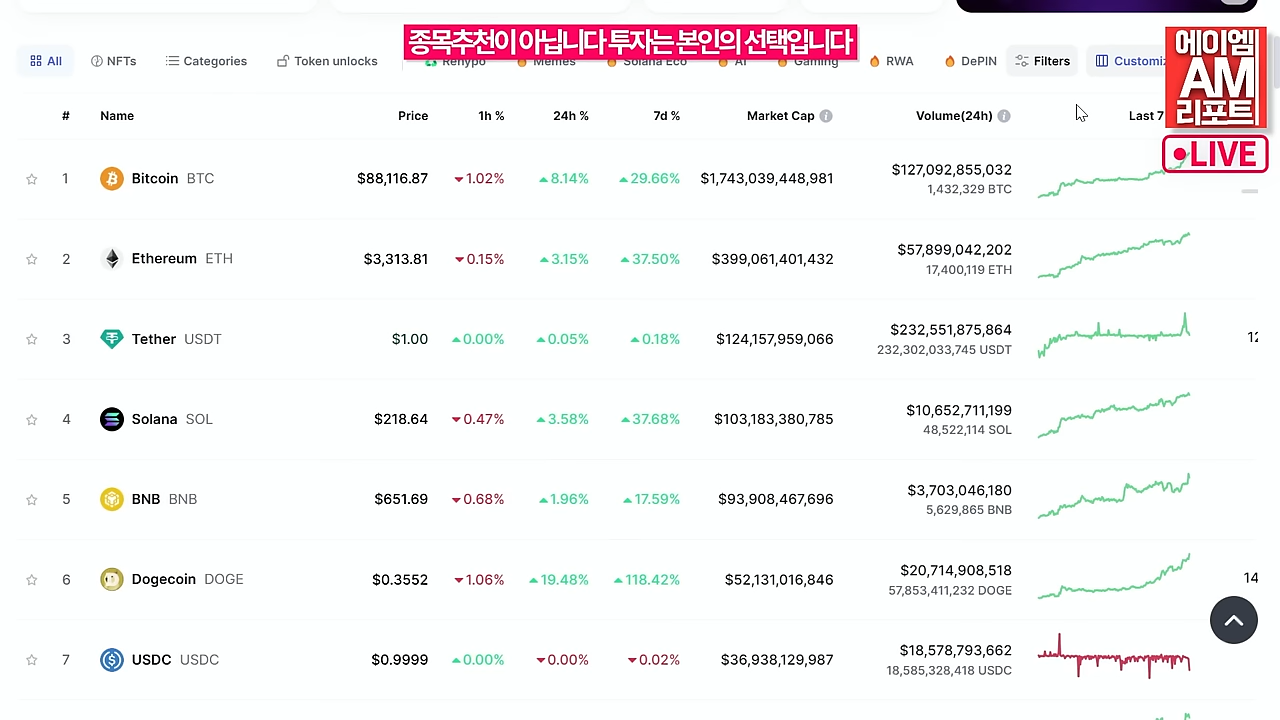 종목추천이 아닙니다 투자는 본인의 선택입니다
에이엠
AM
리포트
LIVE
All NFTs Categories Token unlocks Memes Solana Eco AI Gaming RWA DePIN Filters
# Name Price 1h % 24h % 7d % Market Cap Volume(24h) Last 7
1 Bitcoin BTC $88,116.87 1.02% 8.14% 29.66% $1,743,039,448,981 $127,092,855,032
1,432,329 BTC
2 Ethereum ETH $3,313.81 0.15% 3.15% 37.50% $399,061,401,432 $57,899,042,202
17,400,119 ETH
3 Tether USDT $1.00 0.00% 0.05% 0.18% $124,157,959,066 $232,551,875,864
232,302,033,745 USDT
4 Solana SOL $218.64 0.47% 3.58% 37.68% $103,183,380,785 $10,652,711,199
48,522,114 SOL
5 BNB BNB $651.69 0.68% 1.96% 17.59% $93,908,467,696 $3,703,046,180
5,629,865 BNB
6 Dogecoin DOGE $0.3552 1.06% 19.48% 118.42% $52,131,016,846 $20,714,908,518
57,853,411,232 DOGE
7 USDC USDC $0.9999 0.00% 0.00% 0.02% $36,938,129,987 $18,578,793,662
18,585,328,418 USDC